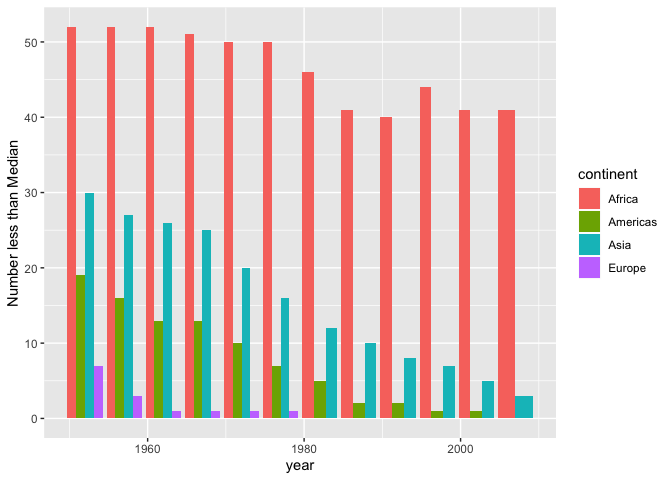 50
40
30
20
10
0
Number less than Median
1960
1980
2000
year
continent
Africa
Americas
Asia
Europe